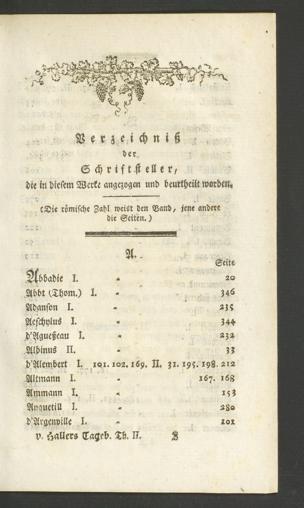 Verzeichniß
der
Schriftsteller,
die in diesem Werke angezogen und beurtheilt worden.
(Die römische Zahl weist den Band, jene andere
die Seiten.)
A.
Seite
Abbadie I. „ 20
Abbt (Thom.) I. „ 346
Adanson I. „ 235
Aeschylus I. „ 344
d'Aguesseau I. „ 232
Albinus II. „ 33
d'Alembert I. 101. 102. 169. II. 31. 195. 198. 212
Altmann I. 167. 168
Ammann I. „ 153
Anquetill I. „ 280
d'Argenville I. „ 101
v. Hallers Tageb. Th. II.